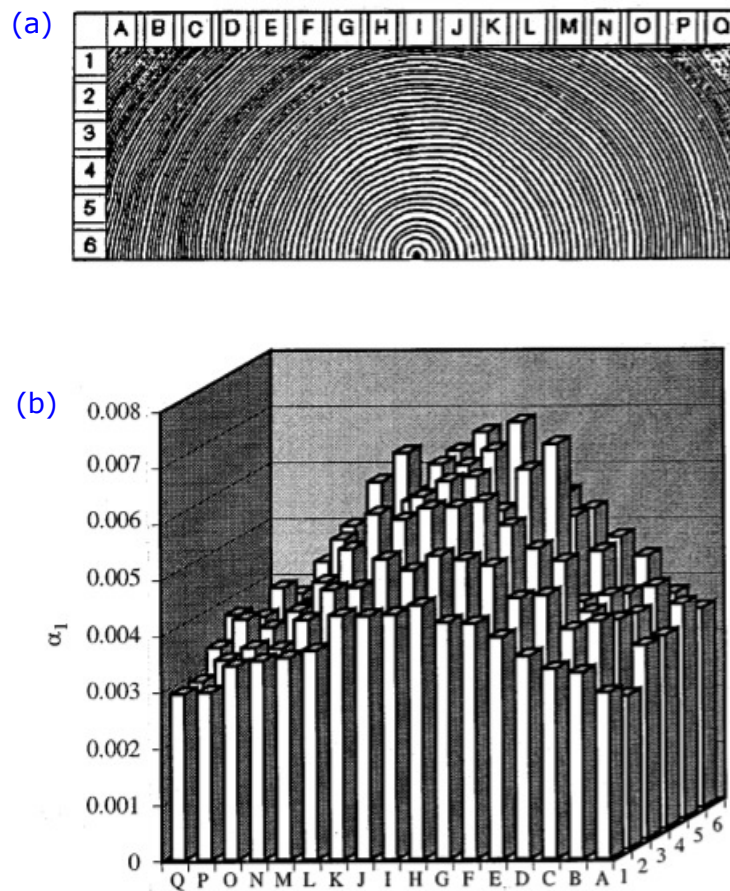 (a)
A B C D E F G H I J K L M N O P Q
1
2
3
4
5
6
(b)
0.008
0.007
0.006
0.005
0.004
0.003
0.002
0.001
0
α₁
Q P O N M L K J I H G F E D C B A
1 2 3 4 5 6